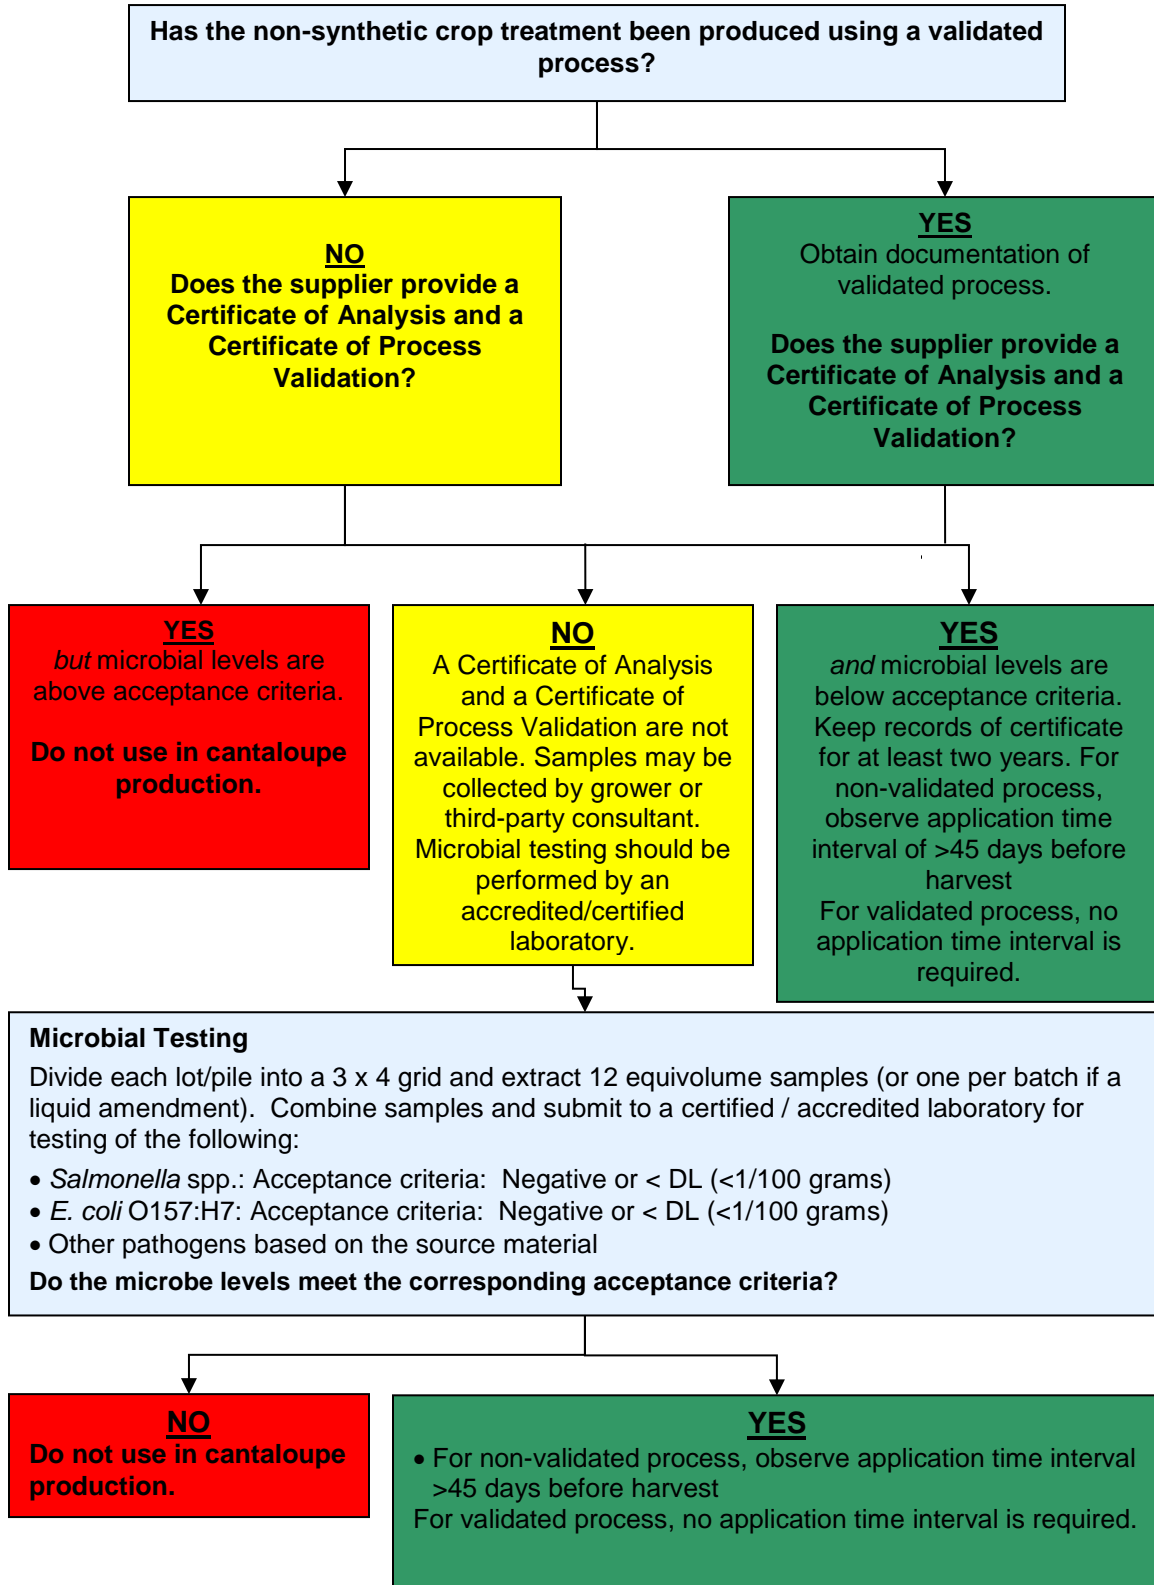 Has the non-synthetic crop treatment been produced using a validated
process?
NO
Does the supplier provide a
Certificate of Analysis and a
Certificate of Process
Validation?
YES
Obtain documentation of
validated process.
Does the supplier provide a
Certificate of Analysis and a
Certificate of Process
Validation?
YES
but microbial levels are
above acceptance criteria.
Do not use in cantaloupe
production.
NO
A Certificate of Analysis
and a Certificate of
Process Validation are not
available. Samples may be
collected by grower or
third-party consultant.
Microbial testing should be
performed by an
accredited/certified
laboratory.
YES
and microbial levels are
below acceptance criteria.
Keep records of certificate
for at least two years. For
non-validated process,
observe application time
interval of >45 days before
harvest
For validated process, no
application time interval is
required.
Microbial Testing
Divide each lot/pile into a 3 x 4 grid and extract 12 equivolume samples (or one per batch if a
liquid amendment).  Combine samples and submit to a certified / accredited laboratory for
testing of the following:
• Salmonella spp.: Acceptance criteria:  Negative or < DL (<1/100 grams)
• E. coli O157:H7: Acceptance criteria:  Negative or < DL (<1/100 grams)
• Other pathogens based on the source material
Do the microbe levels meet the corresponding acceptance criteria?
NO
Do not use in cantaloupe
production.
YES
• For non-validated process, observe application time interval
>45 days before harvest
For validated process, no application time interval is required.